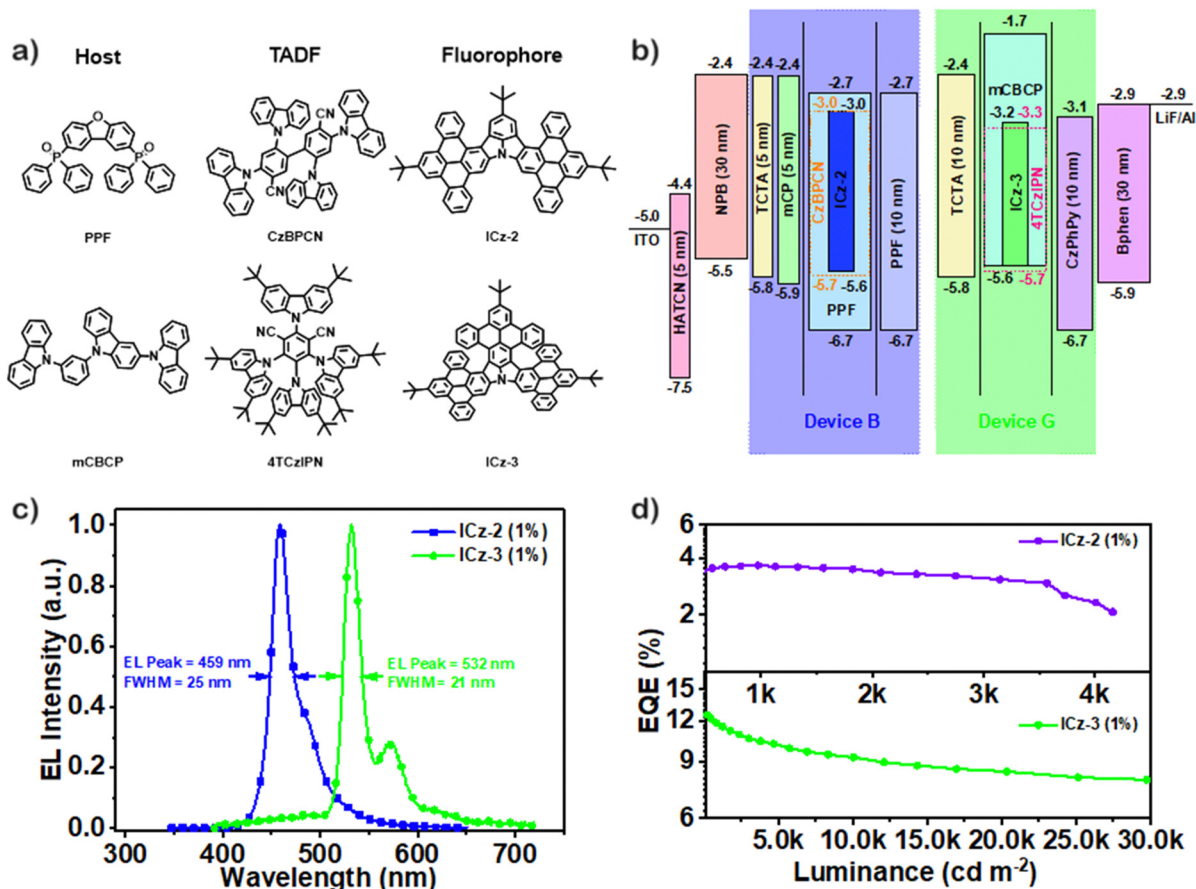 a)
Host
TADF
Fluorophore
PPF
CzBPCN
ICz-2
mCBCP
4TCzIPN
ICz-3
b)
-5.0
ITO
-4.4
HATCN (5 nm)
-7.5
-2.4
NPB (30 nm)
-5.5
-2.4
TCTA (5 nm)
-5.8
-2.4
mCP (5 nm)
-5.9
-2.7
-3.0
-3.0
CzBPCN
ICz-2
-5.7
-5.6
PPF
-6.7
-2.7
PPF (10 nm)
-6.7
Device B
-2.4
TCTA (10 nm)
-5.8
-1.7
mCBCP
-3.2
-3.3
ICz-3
4TCzIPN
-5.6
-5.7
-3.1
CzPhPy (10 nm)
-6.7
Device G
-2.9
Bphen (30 nm)
-5.9
-2.9
LiF/Al
c)
ICz-2 (1%)
ICz-3 (1%)
EL Peak = 459 nm
FWHM = 25 nm
EL Peak = 532 nm
FWHM = 21 nm
EL Intensity (a.u.)
1.0
0.8
0.6
0.4
0.2
0.0
300 400 500 600 700
Wavelength (nm)
d)
ICz-2 (1%)
6
4
2
1k 2k 3k 4k
EQE (%)
ICz-3 (1%)
15
12
9
6
5.0k 10.0k 15.0k 20.0k 25.0k 30.0k
Luminance (cd m-2)